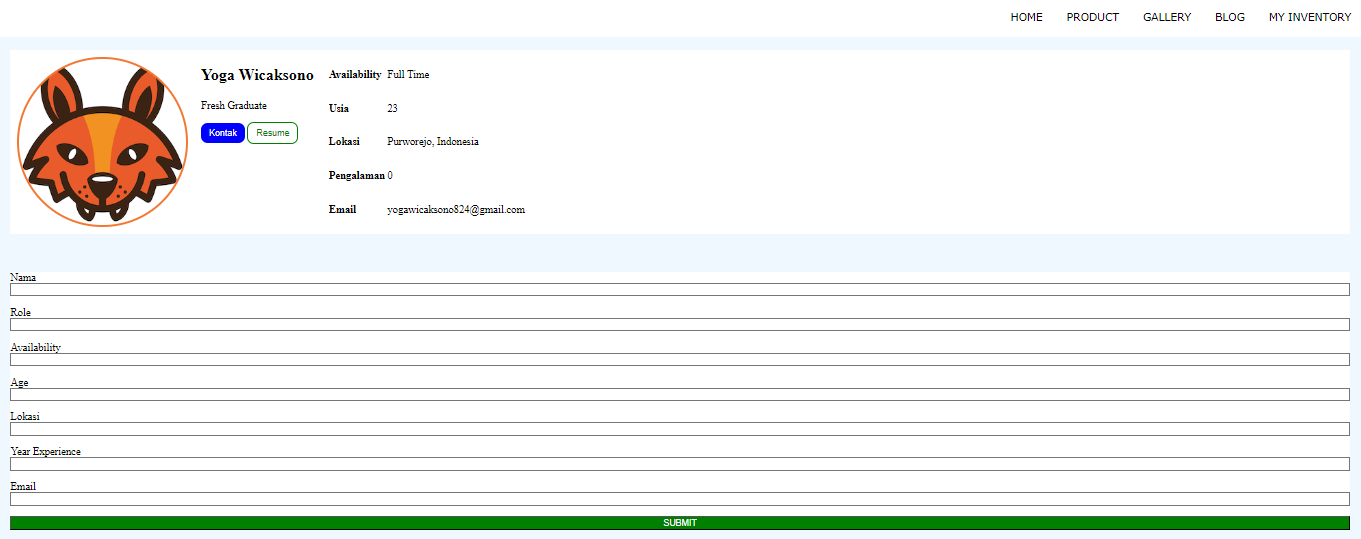 HOME PRODUCT GALLERY BLOG MY INVENTORY
Yoga Wicaksono
Fresh Graduate
Kontak Resume
Availability Full Time
Usia 23
Lokasi Purworejo, Indonesia
Pengalaman 0
Email yogawicaksono824@gmail.com
Nama
Role
Availability
Age
Lokasi
Year Experience
Email
SUBMIT